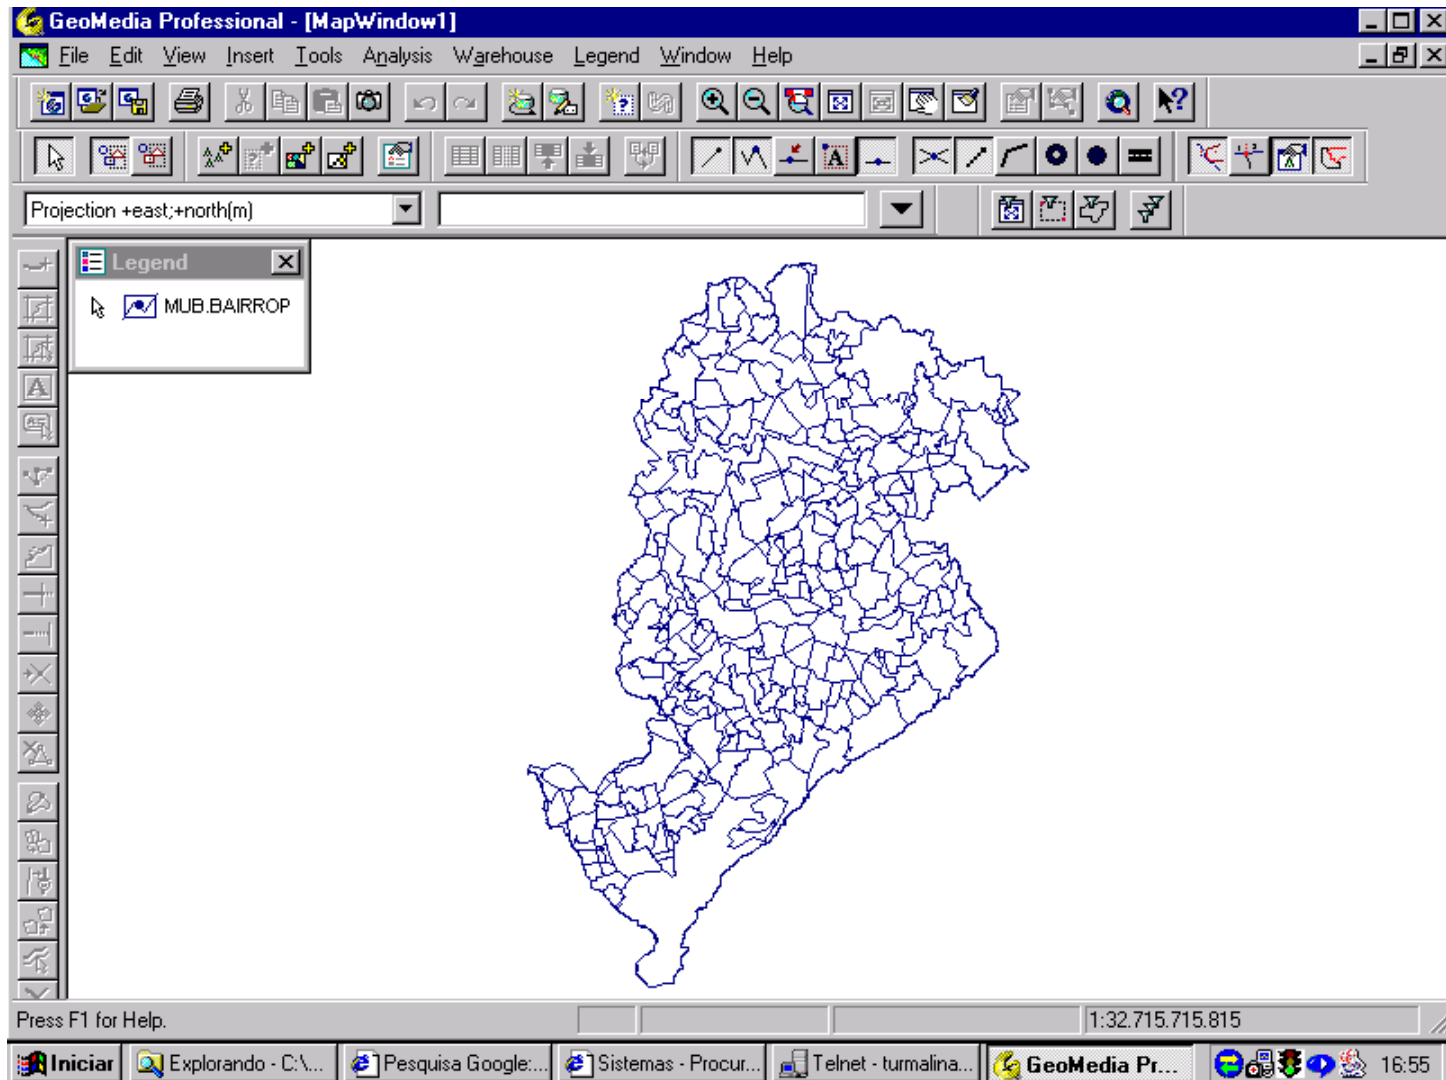 GeoMedia Professional - [MapWindow1]
File Edit View Insert Tools Analysis Warehouse Legend Window Help
Projection +east;+north(m)
Legend
MUB.BAIRROP
Press F1 for Help.
1:32.715.715.815
Iniciar Explorando - C:\... Pesquisa Google:... Sistemas - Procur... Telnet - turmalina... GeoMedia Pr... 16:55